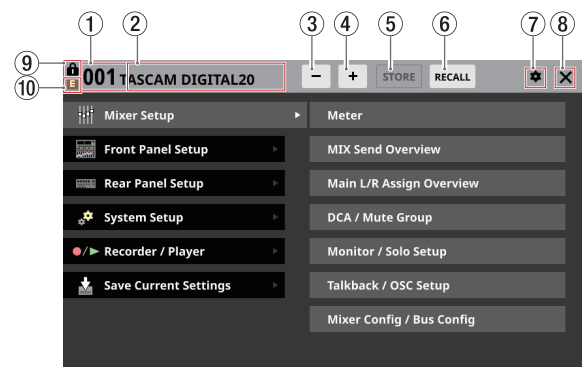 ① ② ③ ④ ⑤ ⑥ ⑦ ⑧
⑨ 001 TASCAM DIGITAL20 − + STORE RECALL
⑩ E
Mixer Setup
Front Panel Setup
Rear Panel Setup
System Setup
Recorder / Player
Save Current Settings
Meter
MIX Send Overview
Main L/R Assign Overview
DCA / Mute Group
Monitor / Solo Setup
Talkback / OSC Setup
Mixer Config / Bus Config